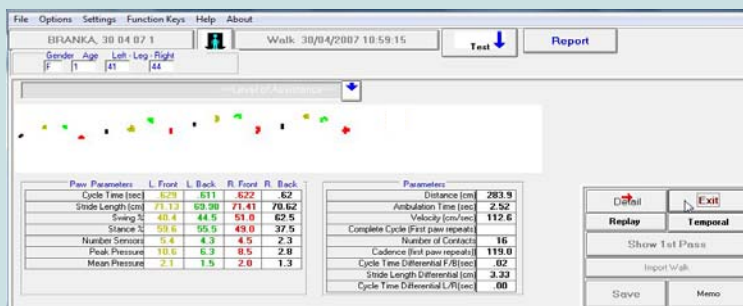 File Options Settings Function Keys Help About
BRANKA, 30 04 07 1 Walk 30/04/2007 10:59:15 Test Report
Gender Age Left - Leg - Right
F 1 41 44
Level of Assistance
Paw Parameters L. Front L. Back R. Front R. Back
Cycle Time (sec) .629 .611 .622 .62
Stride Length (cm) 71.13 69.90 71.41 70.62
Swing % 40.4 44.5 51.0 62.5
Stance % 59.6 55.5 49.0 37.5
Number Sensors 5.4 4.3 4.5 2.3
Peak Pressure 10.6 6.3 8.5 2.8
Mean Pressure 2.1 1.5 2.0 1.3
Parameters
Distance (cm) 283.9
Ambulation Time (sec) 2.52
Velocity (cm/sec) 112.6
Complete Cycle (First paw repeats)
Number of Contacts 16
Cadence (first paw repeats) 119.0
Cycle Time Differential F/B(sec) .02
Stride Length Differential (cm) 3.33
Cycle Time Differential L/R(sec) .00
Detail Exit
Replay Temporal
Show 1st Pass
Import Walk
Save Memo